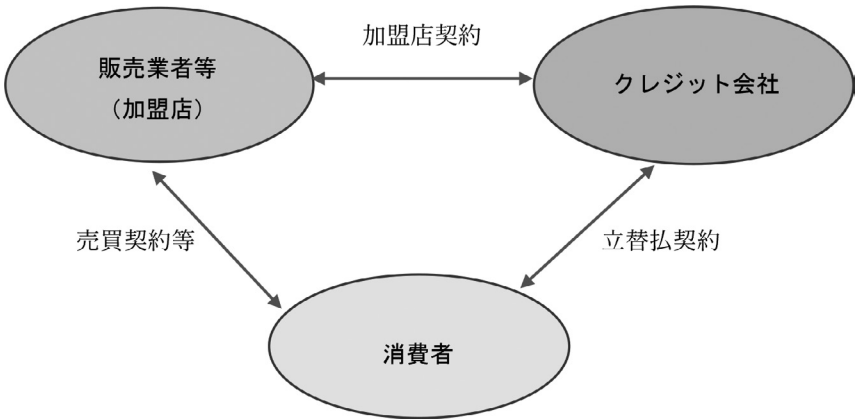 加盟店契約
販売業者等
（加盟店）
クレジット会社
売買契約等
立替払契約
消費者